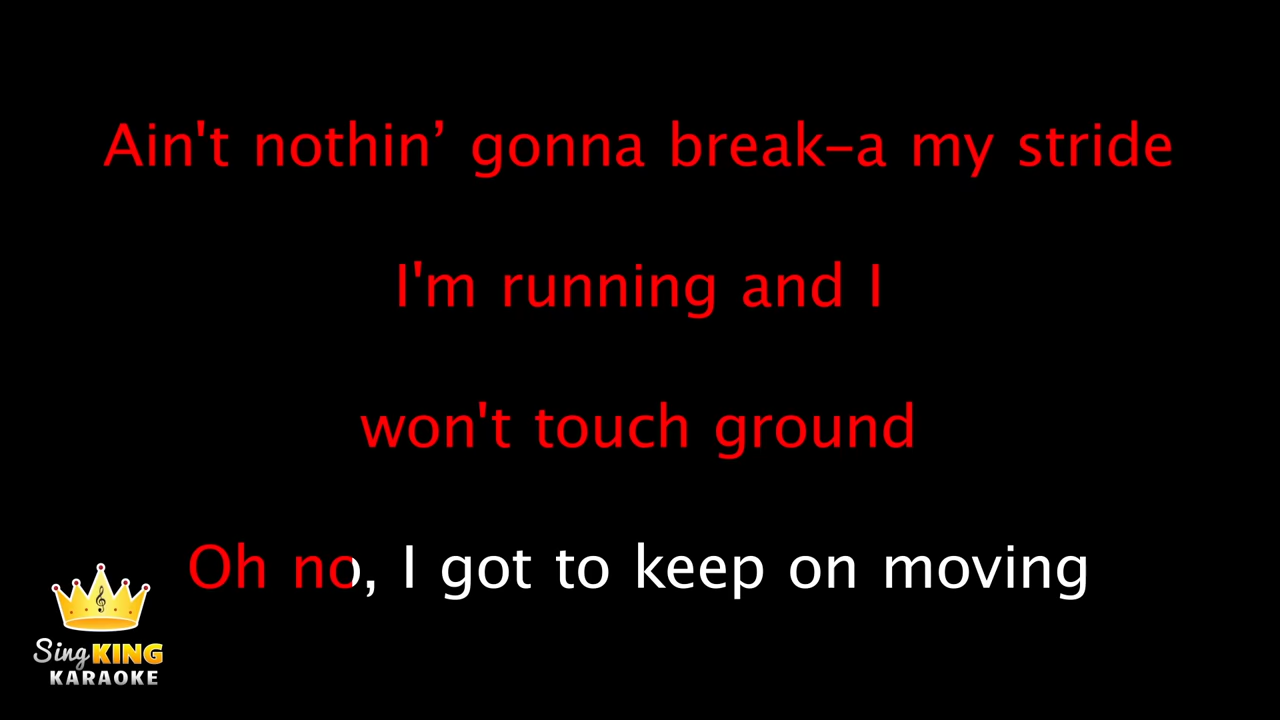 Ain't nothin’ gonna break-a my stride
I'm running and I
won't touch ground
Oh no, I got to keep on moving
Sing KING
KARAOKE